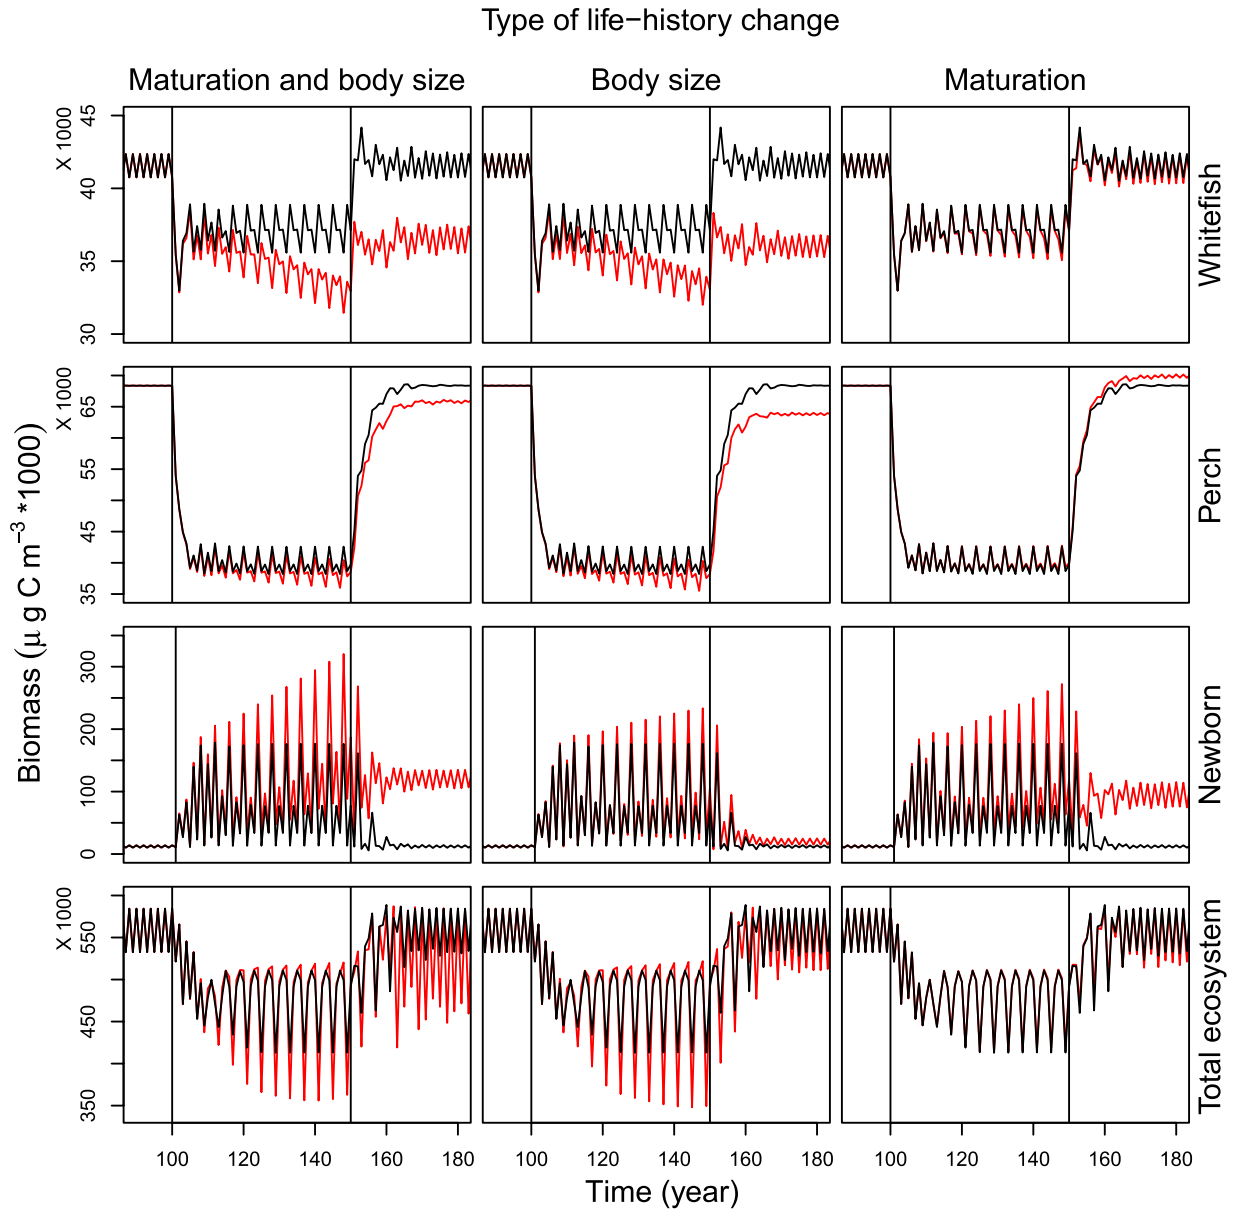 Type of life−history change
Maturation and body size
Body size
Maturation
X 1000
45
40
35
30
Whitefish
X 1000
65
55
45
35
Perch
Biomass (μ g C m⁻³ *1000)
300
200
100
0
Newborn
X 1000
550
450
350
Total ecosystem
100 120 140 160 180
100 120 140 160 180
100 120 140 160 180
Time (year)